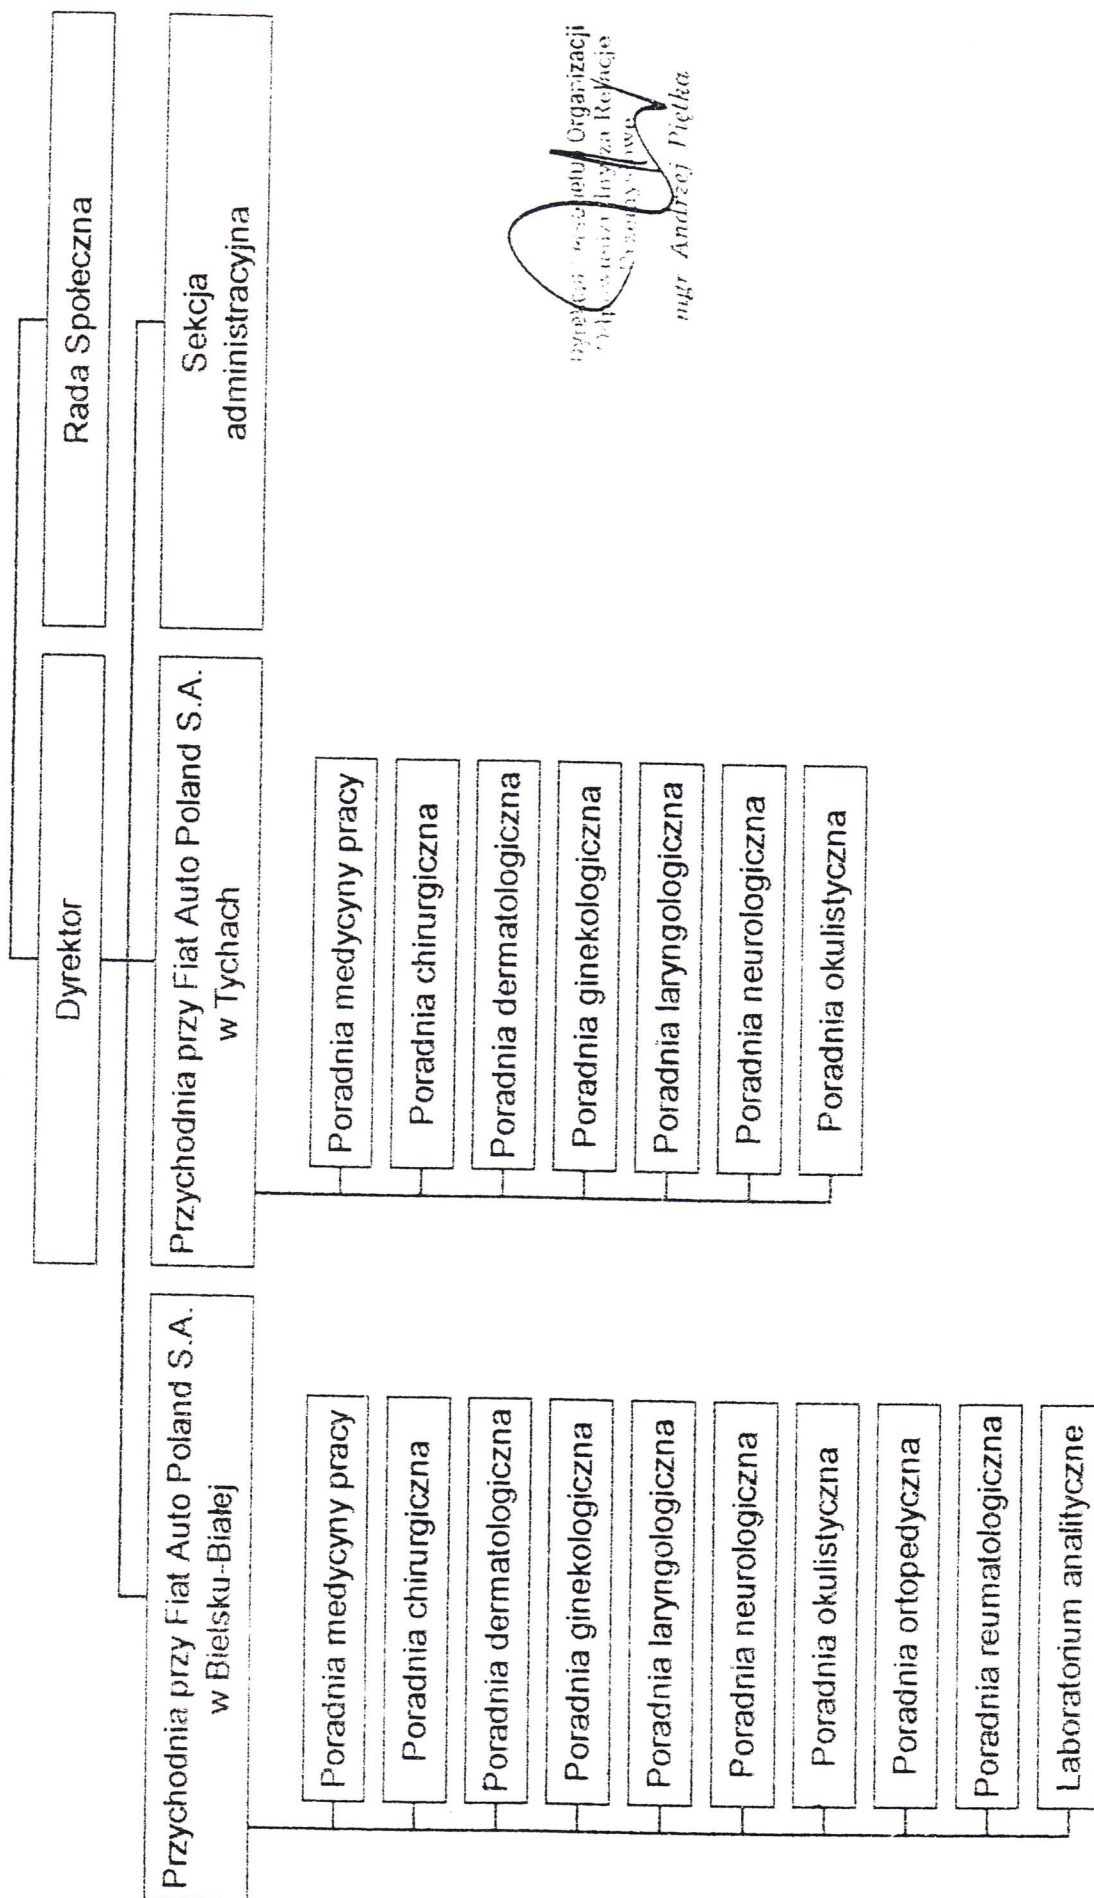 Dyrektor
Rada Społeczna
Przychodnia przy Fiat Auto Poland S.A.
w Bielsku-Białej
Przychodnia przy Fiat Auto Poland S.A.
w Tychach
Sekcja
administracyjna
Poradnia medycyny pracy
Poradnia chirurgiczna
Poradnia dermatologiczna
Poradnia ginekologiczna
Poradnia laryngologiczna
Poradnia neurologiczna
Poradnia okulistyczna
Poradnia ortopedyczna
Poradnia reumatologiczna
Laboratorium analityczne
Poradnia medycyny pracy
Poradnia chirurgiczna
Poradnia dermatologiczna
Poradnia ginekologiczna
Poradnia laryngologiczna
Poradnia neurologiczna
Poradnia okulistyczna
Organizacji
za Relacje
mgr Andrzej Piętka